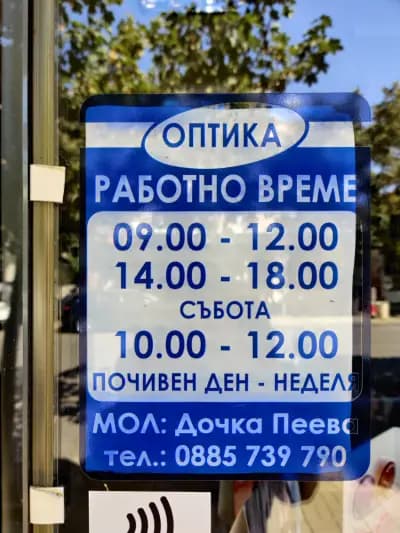 ОПТИКА
РАБОТНО ВРЕМЕ
09.00 - 12.00
14.00 - 18.00
СЪБОТА
10.00 - 12.00
ПОЧИВЕН ДЕН - НЕДЕЛЯ
МОЛ: Дочка Пеева
тел.: 0885 739 790